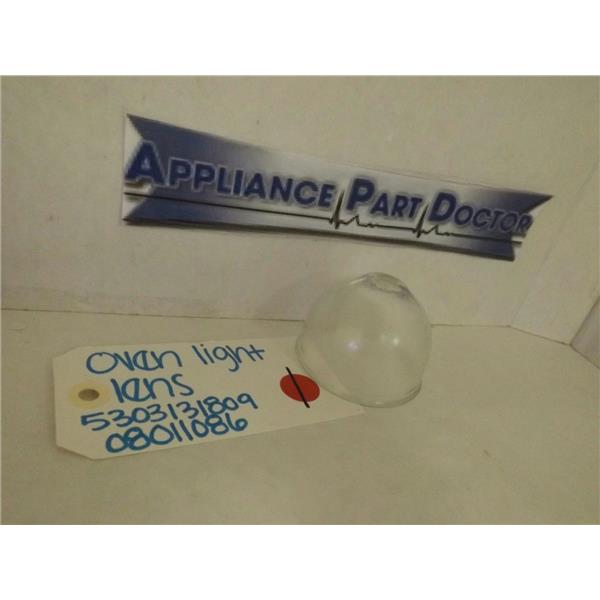 APPLIANCE PART DOCTOR
Oven light
lens
5303131809
08011086